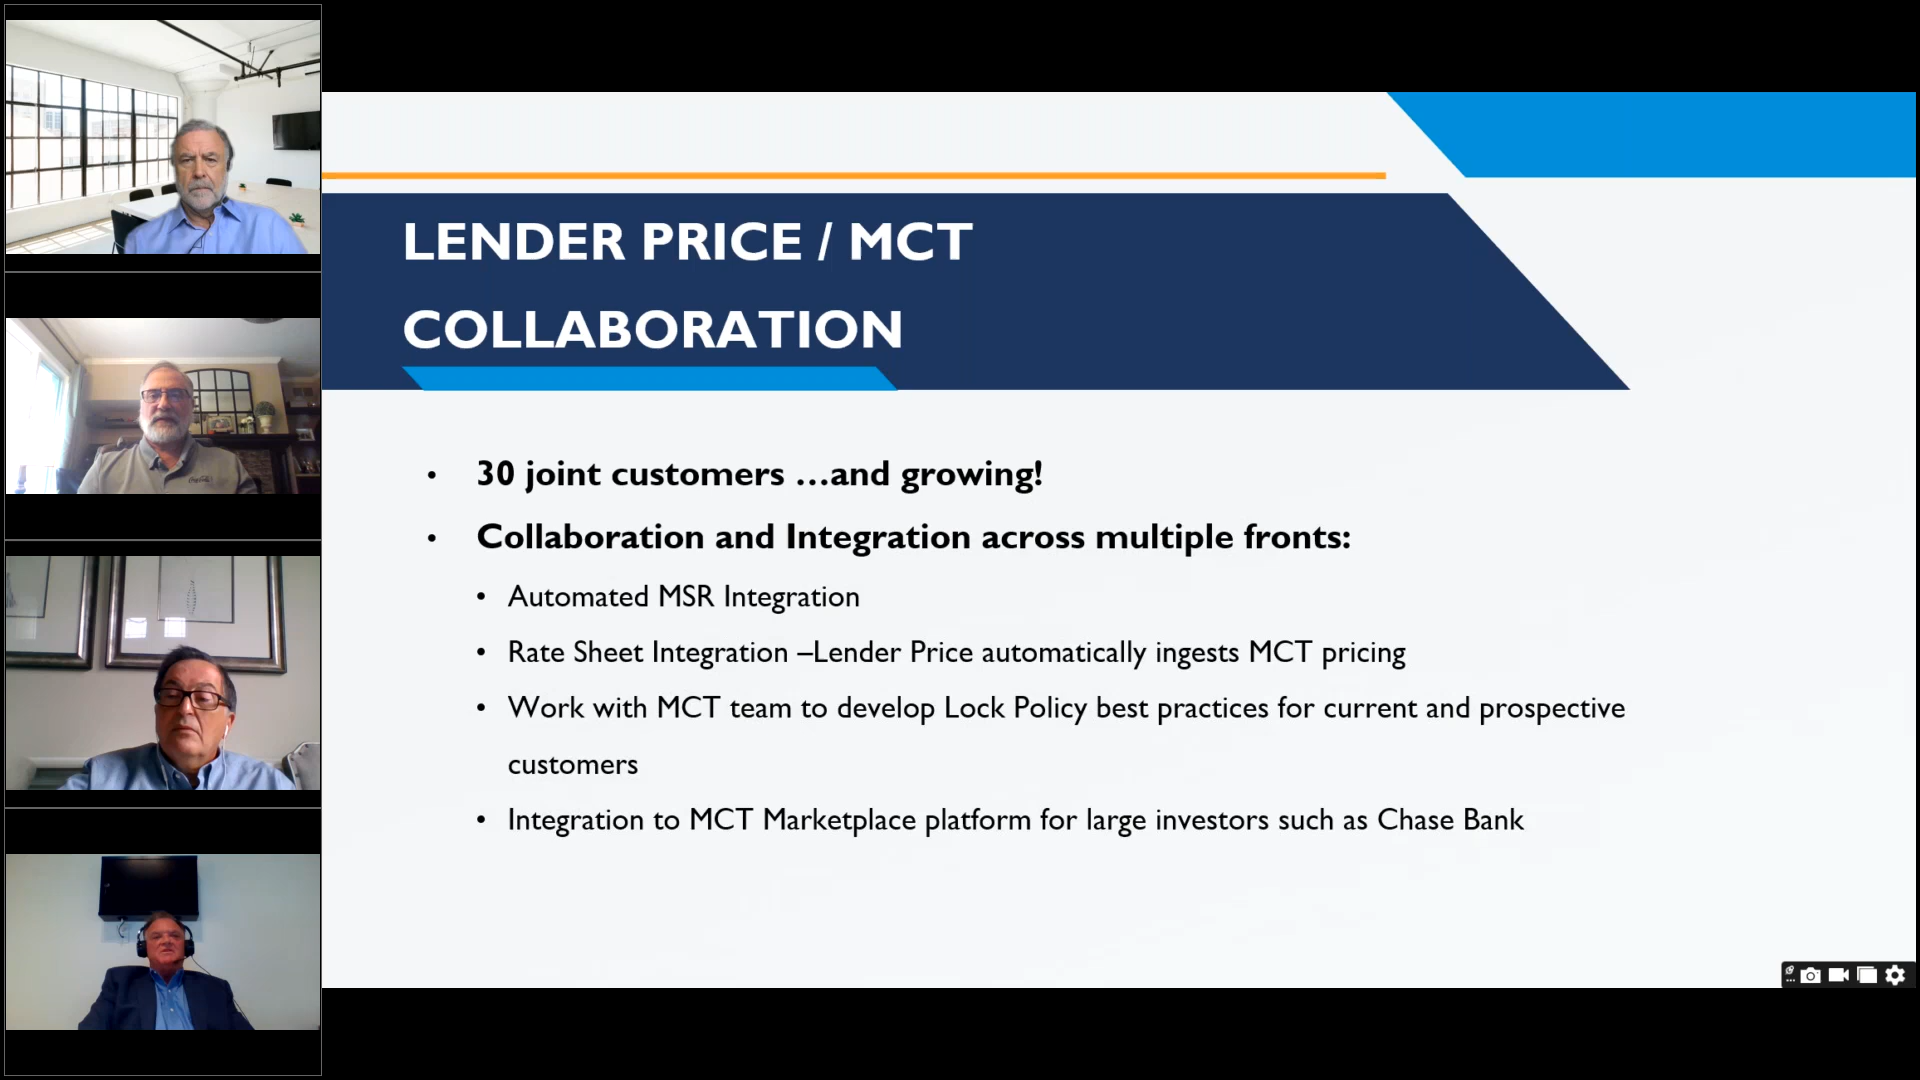 LENDER PRICE / MCT
COLLABORATION
• 30 joint customers ...and growing!
• Collaboration and Integration across multiple fronts:
• Automated MSR Integration
• Rate Sheet Integration –Lender Price automatically ingests MCT pricing
• Work with MCT team to develop Lock Policy best practices for current and prospective
customers
• Integration to MCT Marketplace platform for large investors such as Chase Bank